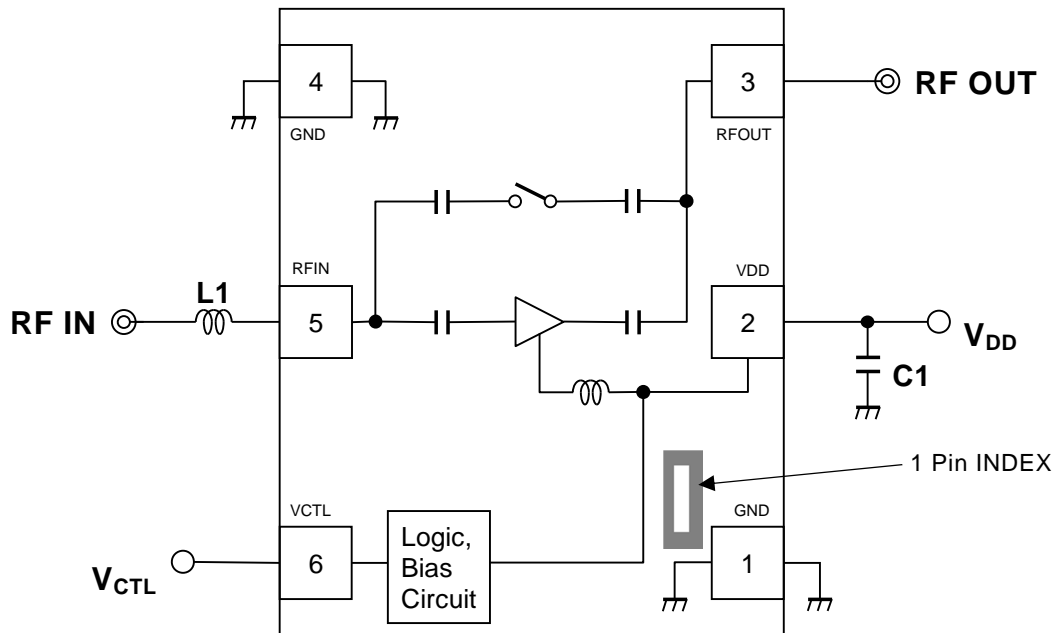 4
GND
3
RFOUT
RF OUT
RFIN
5
L1
RF IN
VDD
2
VDD
C1
1 Pin INDEX
VCTL
6
VCTL
Logic,
Bias
Circuit
GND
1